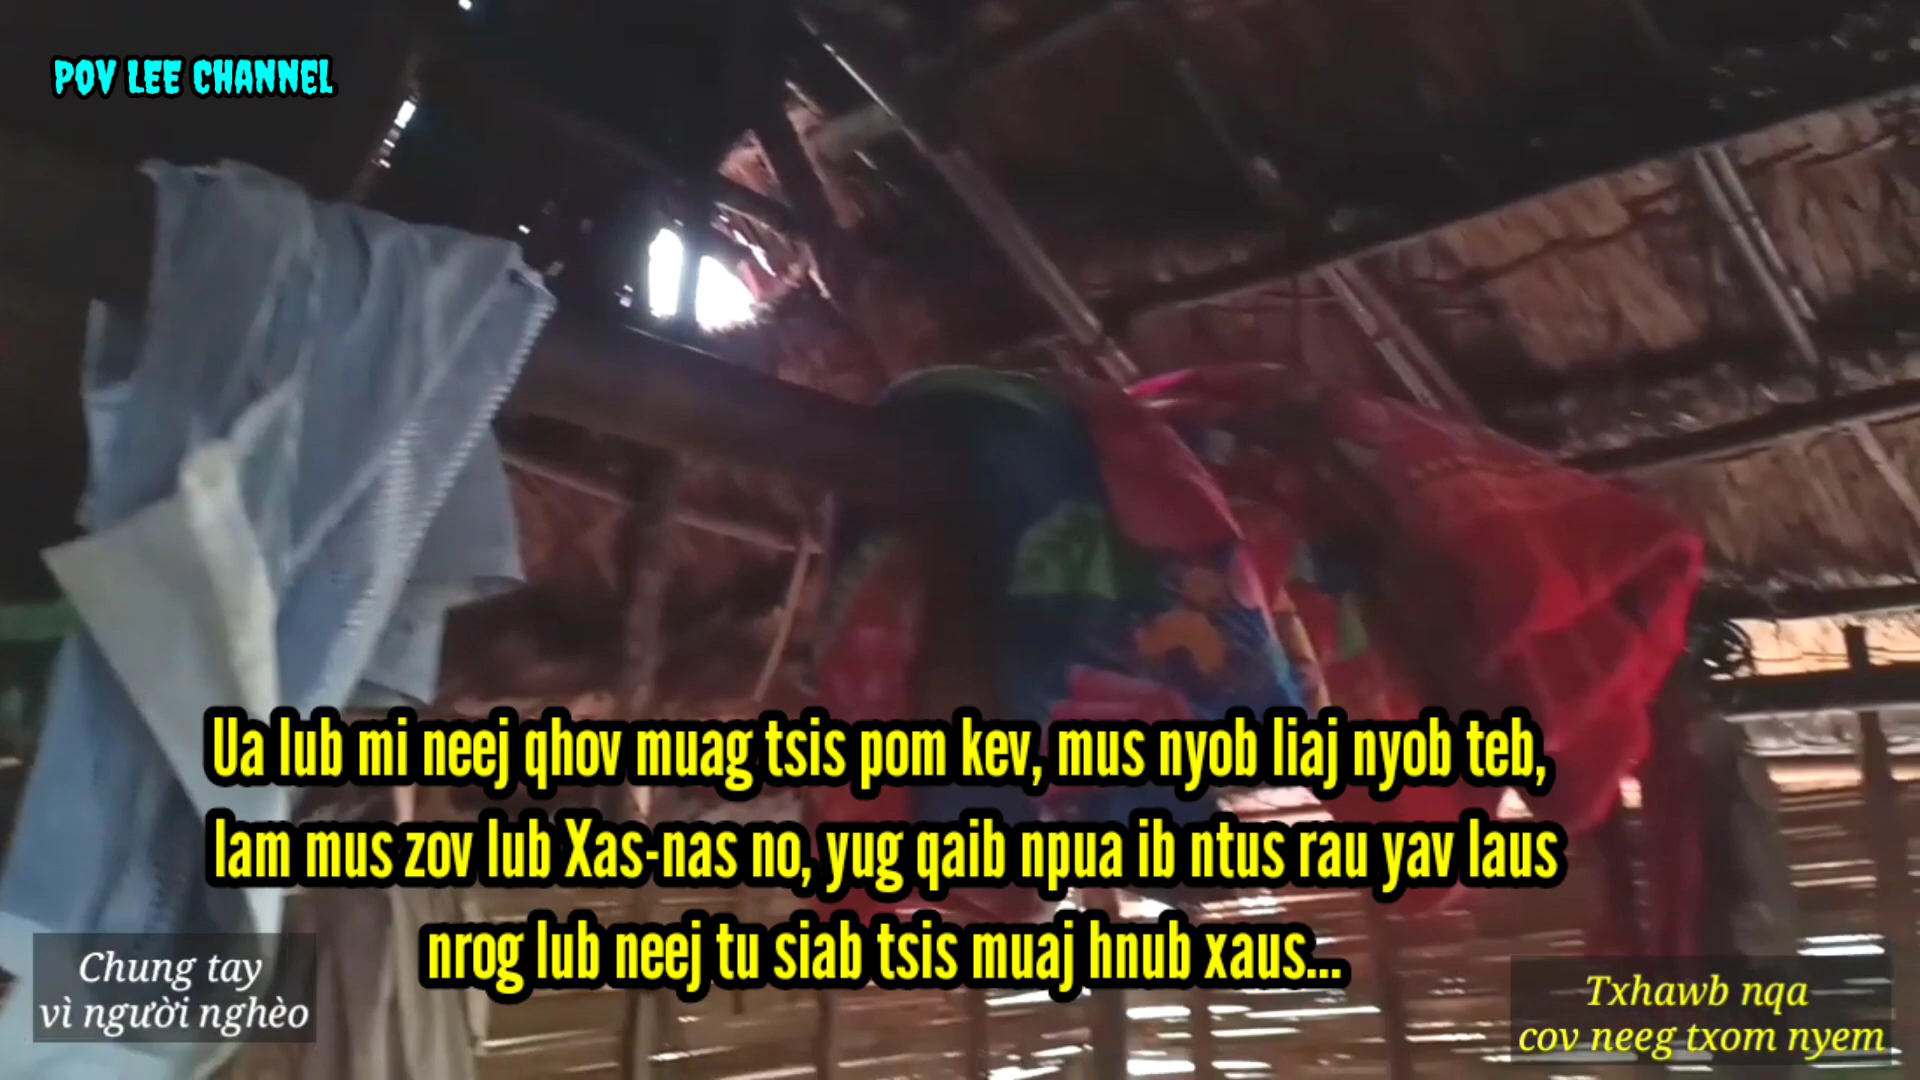 POV LEE CHANNEL
Ua lub mi neej qhov muag tsis pom kev, mus nyob liaj nyob teb,
lam mus zov lub Xas-nas no, yug qaib npua ib ntus rau yav laus
nrog lub neej tu siab tsis muaj hnub xaus...
Chung tay
vì người nghèo
Txhawb nqa
cov neeg txom nyem